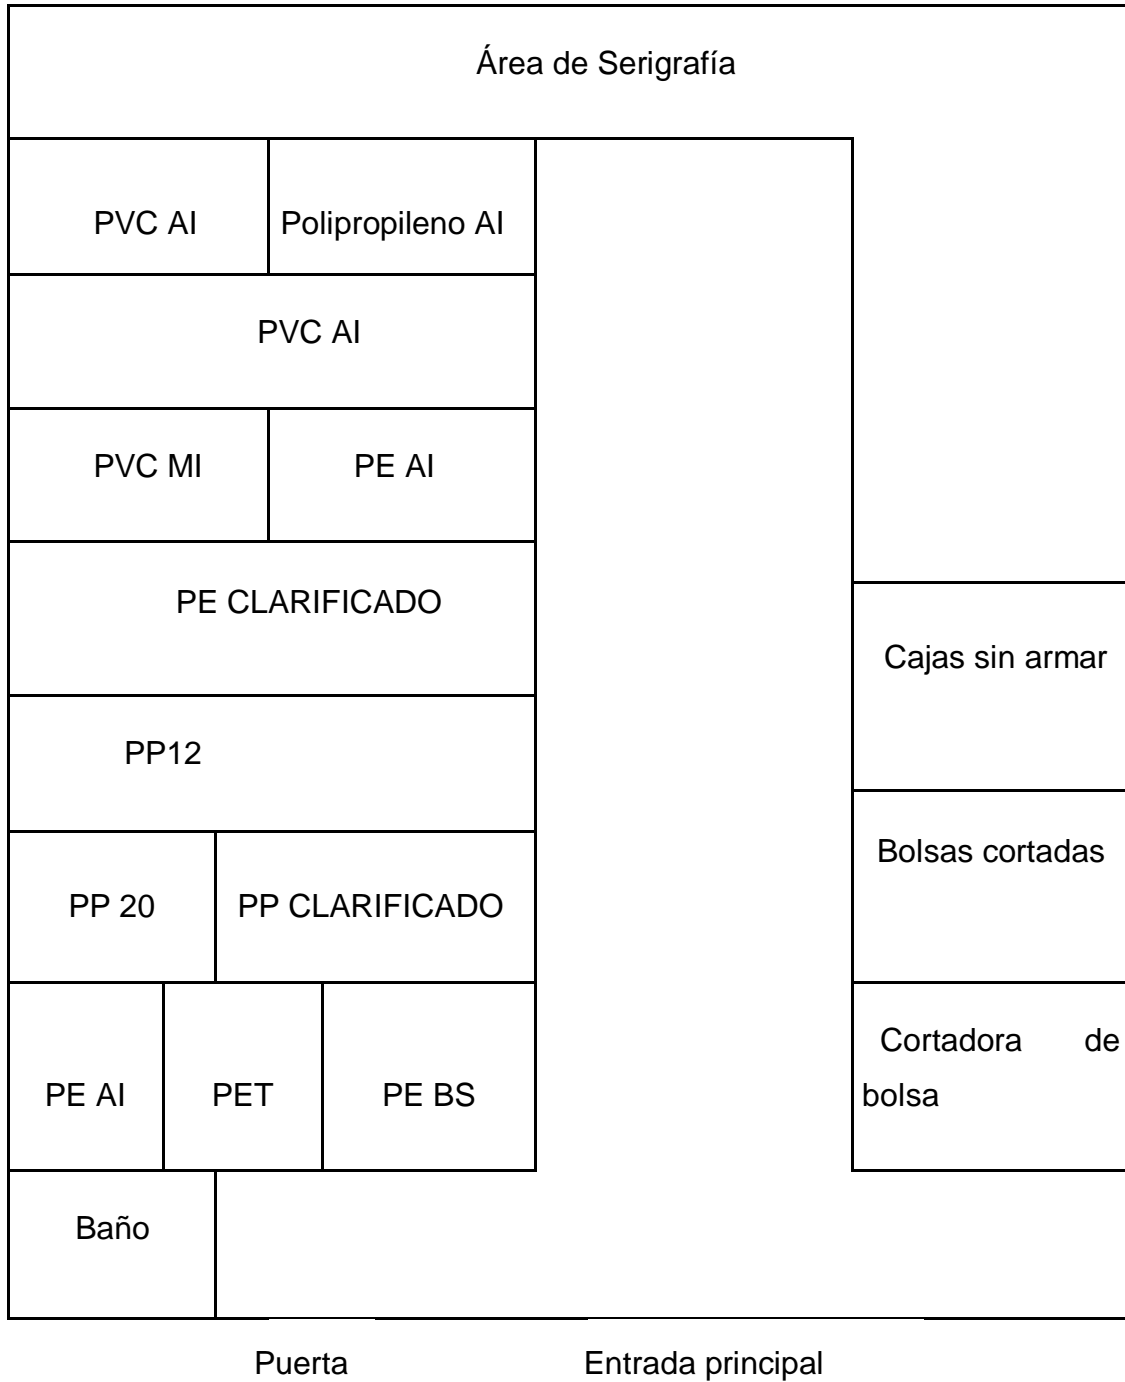 Área de Serigrafía
PVC AI
Polipropileno AI
PVC AI
PVC MI
PE AI
PE CLARIFICADO
Cajas sin armar
PP12
Bolsas cortadas
PP 20
PP CLARIFICADO
Cortadora de
bolsa
PE AI
PET
PE BS
Baño
Puerta
Entrada principal